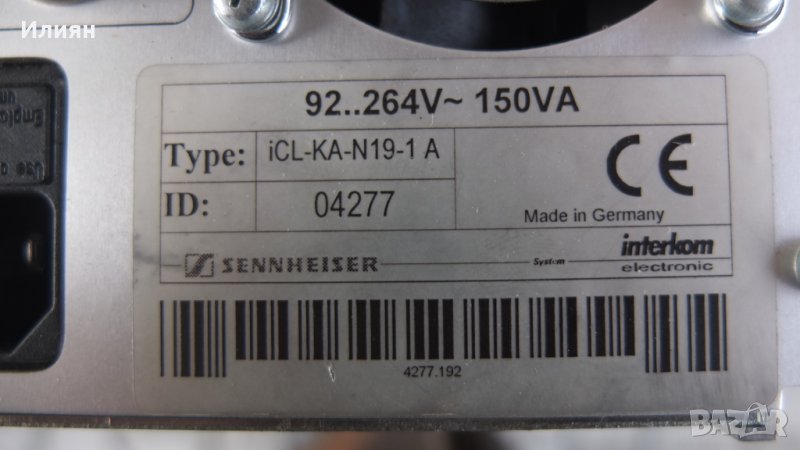 Илиян
92..264V~ 150VA
Type: iCL-KA-N19-1 A
ID: 04277
CE
Made in Germany
SENNHEISER System interkom
electronic
4277.192
BAZAR